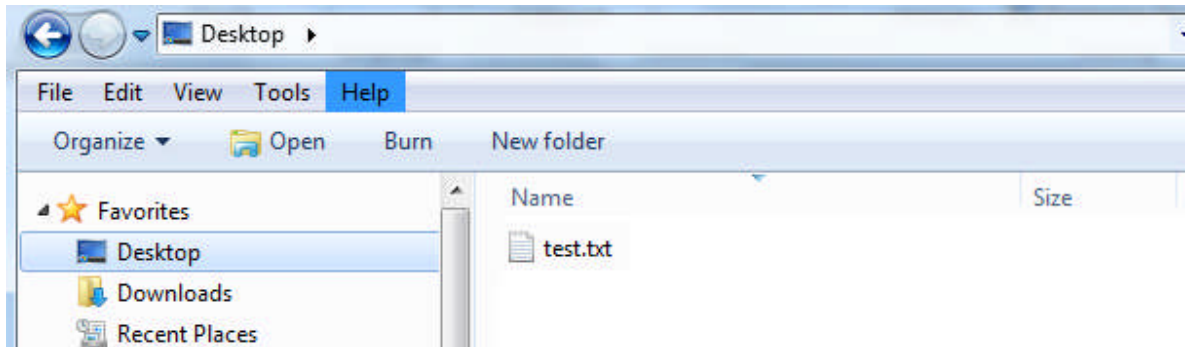 Desktop
File Edit View Tools Help
Organize Open Burn New folder
Favorites
Desktop
Downloads
Recent Places
Name Size
test.txt